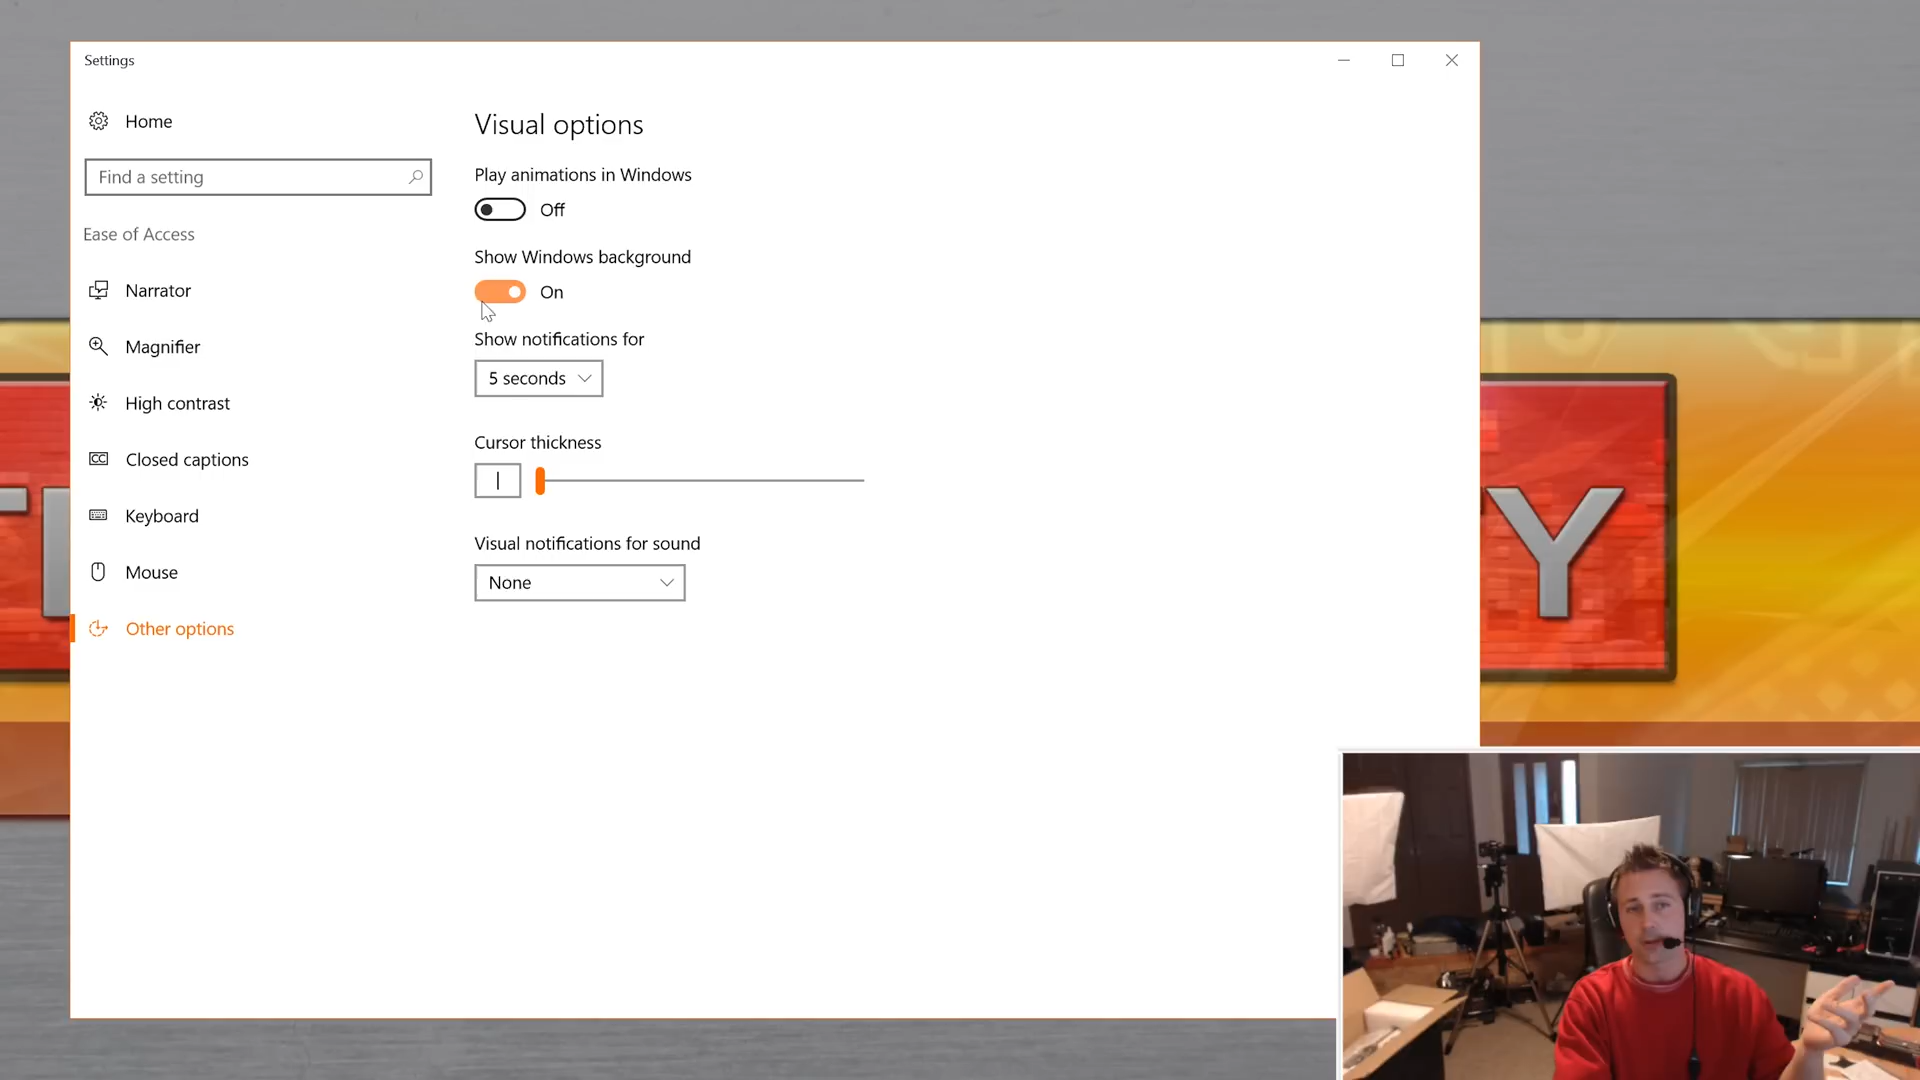 Settings
Home
Find a setting
Ease of Access
Narrator
Magnifier
High contrast
CC Closed captions
Keyboard
Mouse
Other options
Visual options
Play animations in Windows
Off
Show Windows background
On
Show notifications for
5 seconds
Cursor thickness
Visual notifications for sound
None
Y